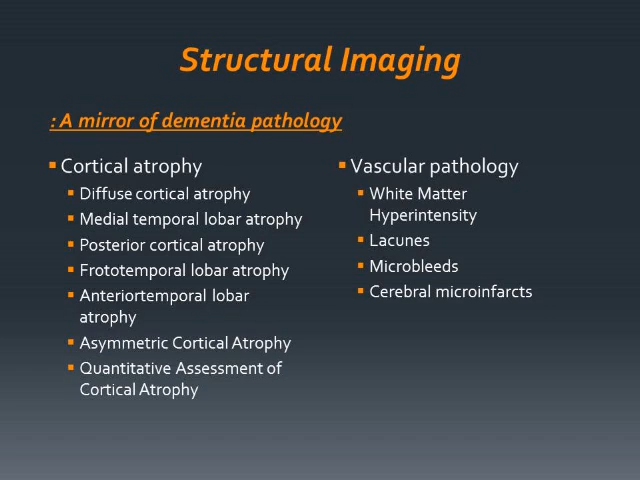 Structural Imaging
: A mirror of dementia pathology
Cortical atrophy
Diffuse cortical atrophy
Medial temporal lobar atrophy
Posterior cortical atrophy
Frototemporal lobar atrophy
Anteriortemporal lobar
atrophy
Asymmetric Cortical Atrophy
Quantitative Assessment of
Cortical Atrophy
Vascular pathology
White Matter
Hyperintensity
Lacunes
Microbleeds
Cerebral microinfarcts